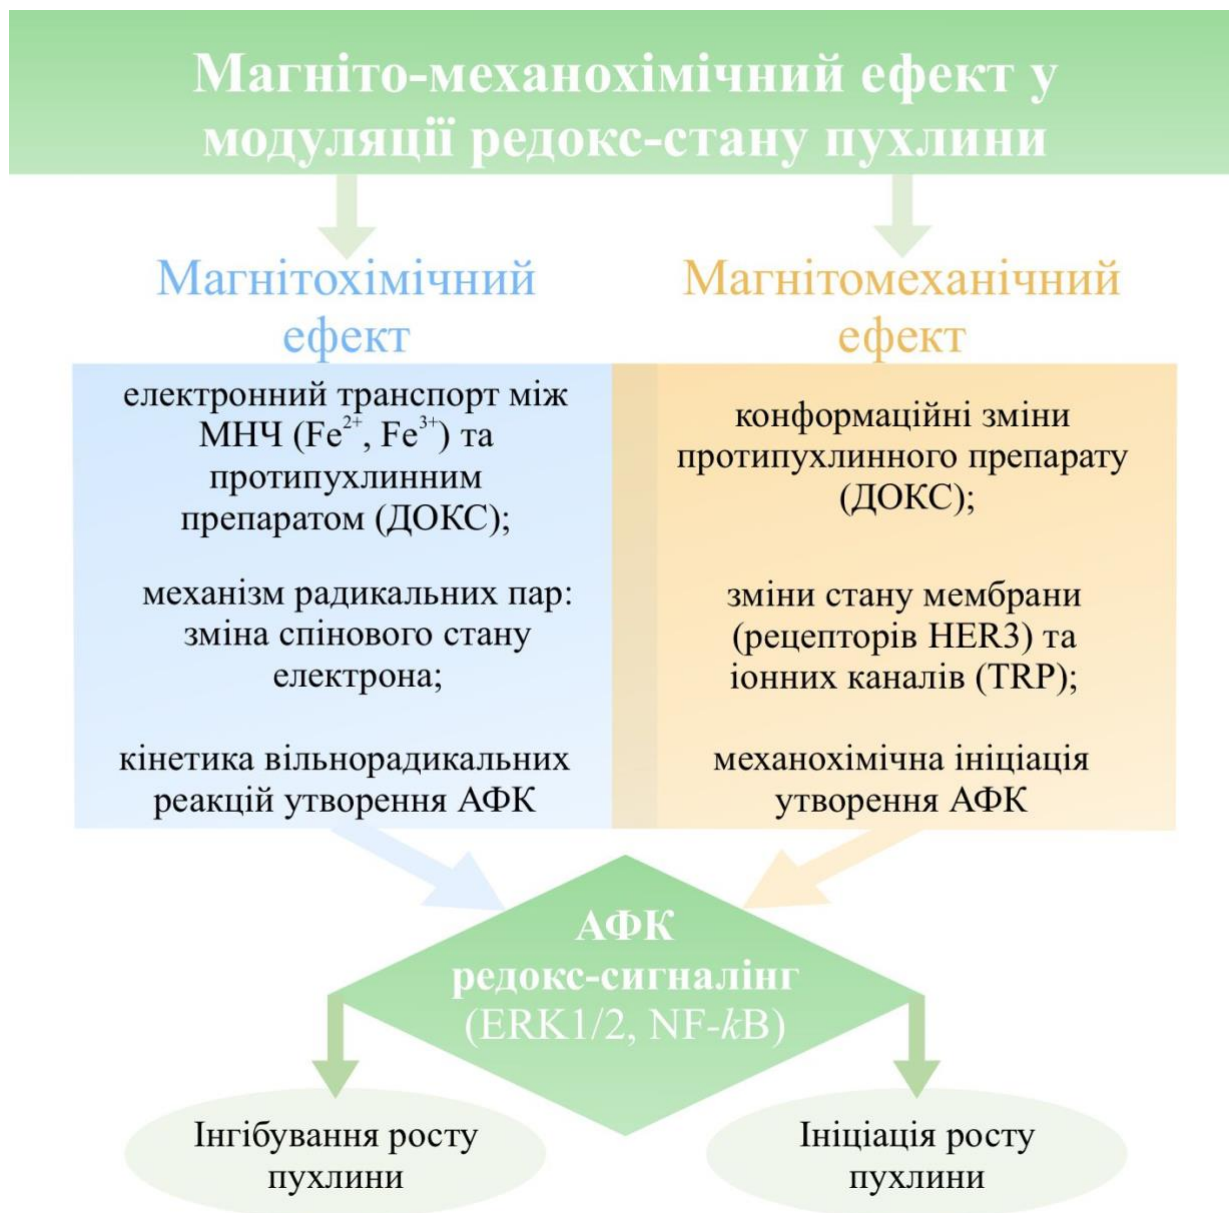 Магніто-механохімічний ефект у
модуляції редокс-стану пухлини
Магнітохімічний
ефект
електронний транспорт між
МНЧ (Fe²⁺, Fe³⁺) та
протипухлинним
препаратом (ДОКС);
механізм радикальних пар:
зміна спінового стану
електрона;
кінетика вільнорадикальних
реакцій утворення АФК
Магнітомеханічний
ефект
конформаційні зміни
протипухлинного препарату
(ДОКС);
зміни стану мембрани
(рецепторів HER3) та
іонних каналів (TRP);
механохімічна ініціація
утворення АФК
АФК
редокс-сигналінг
(ERK1/2, NF-kB)
Інгібування росту
пухлини
Ініціація росту
пухлини